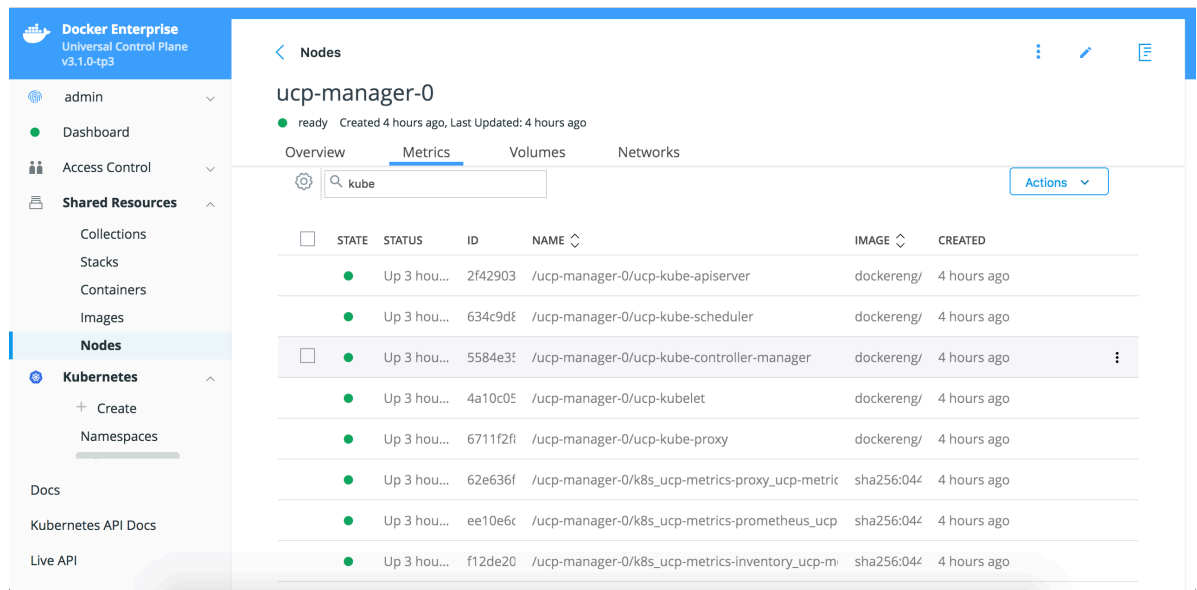 Docker Enterprise
Universal Control Plane
v3.1.0-tp3
admin
Dashboard
Access Control
Shared Resources
Collections
Stacks
Containers
Images
Nodes
Kubernetes
Create
Namespaces
Docs
Kubernetes API Docs
Live API
Nodes
ucp-manager-0
ready Created 4 hours ago, Last Updated: 4 hours ago
Overview Metrics Volumes Networks
kube
Actions
STATE STATUS ID NAME IMAGE CREATED
Up 3 hou... 2f42903 /ucp-manager-0/ucp-kube-apiserver dockereng/ 4 hours ago
Up 3 hou... 634c9d8 /ucp-manager-0/ucp-kube-scheduler dockereng/ 4 hours ago
Up 3 hou... 5584e35 /ucp-manager-0/ucp-kube-controller-manager dockereng/ 4 hours ago
Up 3 hou... 4a10c05 /ucp-manager-0/ucp-kubelet dockereng/ 4 hours ago
Up 3 hou... 6711f2f8 /ucp-manager-0/ucp-kube-proxy dockereng/ 4 hours ago
Up 3 hou... 62e636f /ucp-manager-0/k8s_ucp-metrics-proxy_ucp-metric sha256:044 4 hours ago
Up 3 hou... ee10e6c /ucp-manager-0/k8s_ucp-metrics-prometheus_ucp sha256:044 4 hours ago
Up 3 hou... f12de20 /ucp-manager-0/k8s_ucp-metrics-inventory_ucp-m sha256:044 4 hours ago